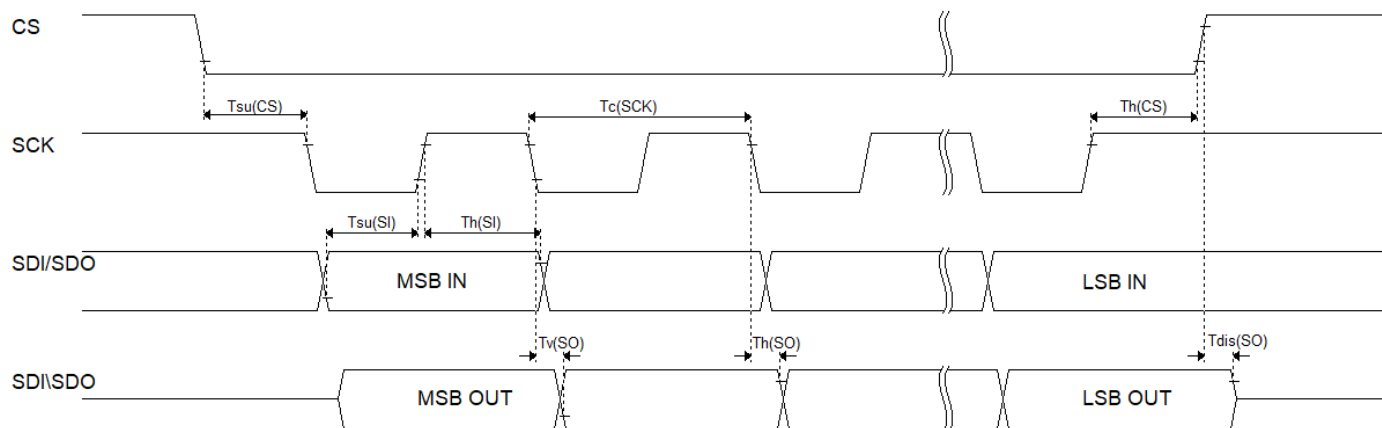 CS
Tsu(CS)
Tc(SCK)
Th(CS)
SCK
Tsu(SI)
Th(SI)
SDI/SDO
MSB IN
LSB IN
Tv(SO)
Th(SO)
Tdis(SO)
SDI\SDO
MSB OUT
LSB OUT